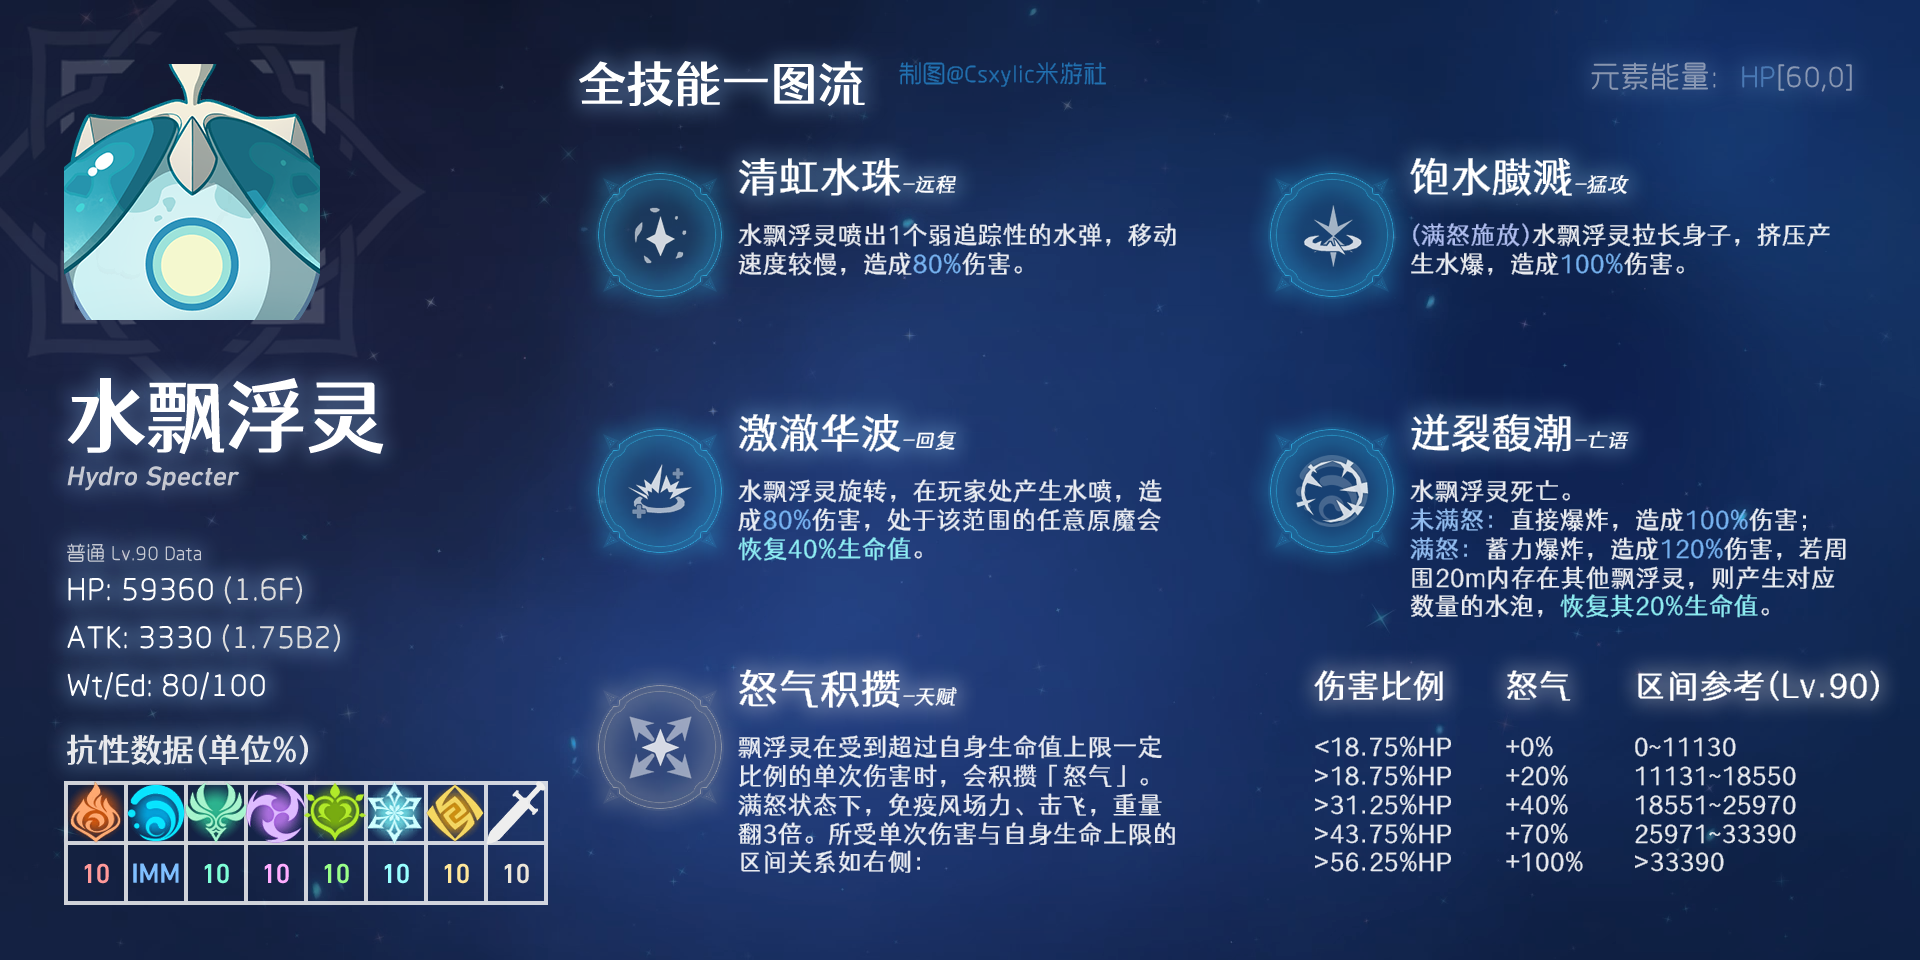 全技能一图流
制图@Csxylic米游社
元素能量： HP[60,0]
水飘浮灵
Hydro Specter
普通 Lv.90 Data
HP: 59360 (1.6F)
ATK: 3330 (1.75B2)
Wt/Ed: 80/100
抗性数据(单位%)
10 IMM 10 10 10 10 10 10
清虹水珠-远程
水飘浮灵喷出1个弱追踪性的水弹，移动
速度较慢，造成80%伤害。
饱水敱溅-猛攻
(满怒施放)水飘浮灵拉长身子，挤压产
生水爆，造成100%伤害。
激澈华波-回复
水飘浮灵旋转，在玩家处产生水喷，造
成80%伤害，处于该范围的任意原魔会
恢复40%生命值。
迸裂馥潮-亡语
水飘浮灵死亡。
未满怒：直接爆炸，造成100%伤害；
满怒：蓄力爆炸，造成120%伤害，若周
围20m内存在其他飘浮灵，则产生对应
数量的水泡，恢复其20%生命值。
怒气积攒-天赋
飘浮灵在受到超过自身生命值上限一定
比例的单次伤害时，会积攒「怒气」。
满怒状态下，免疫风场力、击飞，重量
翻3倍。所受单次伤害与自身生命上限的
区间关系如右侧：
伤害比例 怒气 区间参考(Lv.90)
<18.75%HP +0% 0~11130
>18.75%HP +20% 11131~18550
>31.25%HP +40% 18551~25970
>43.75%HP +70% 25971~33390
>56.25%HP +100% >33390